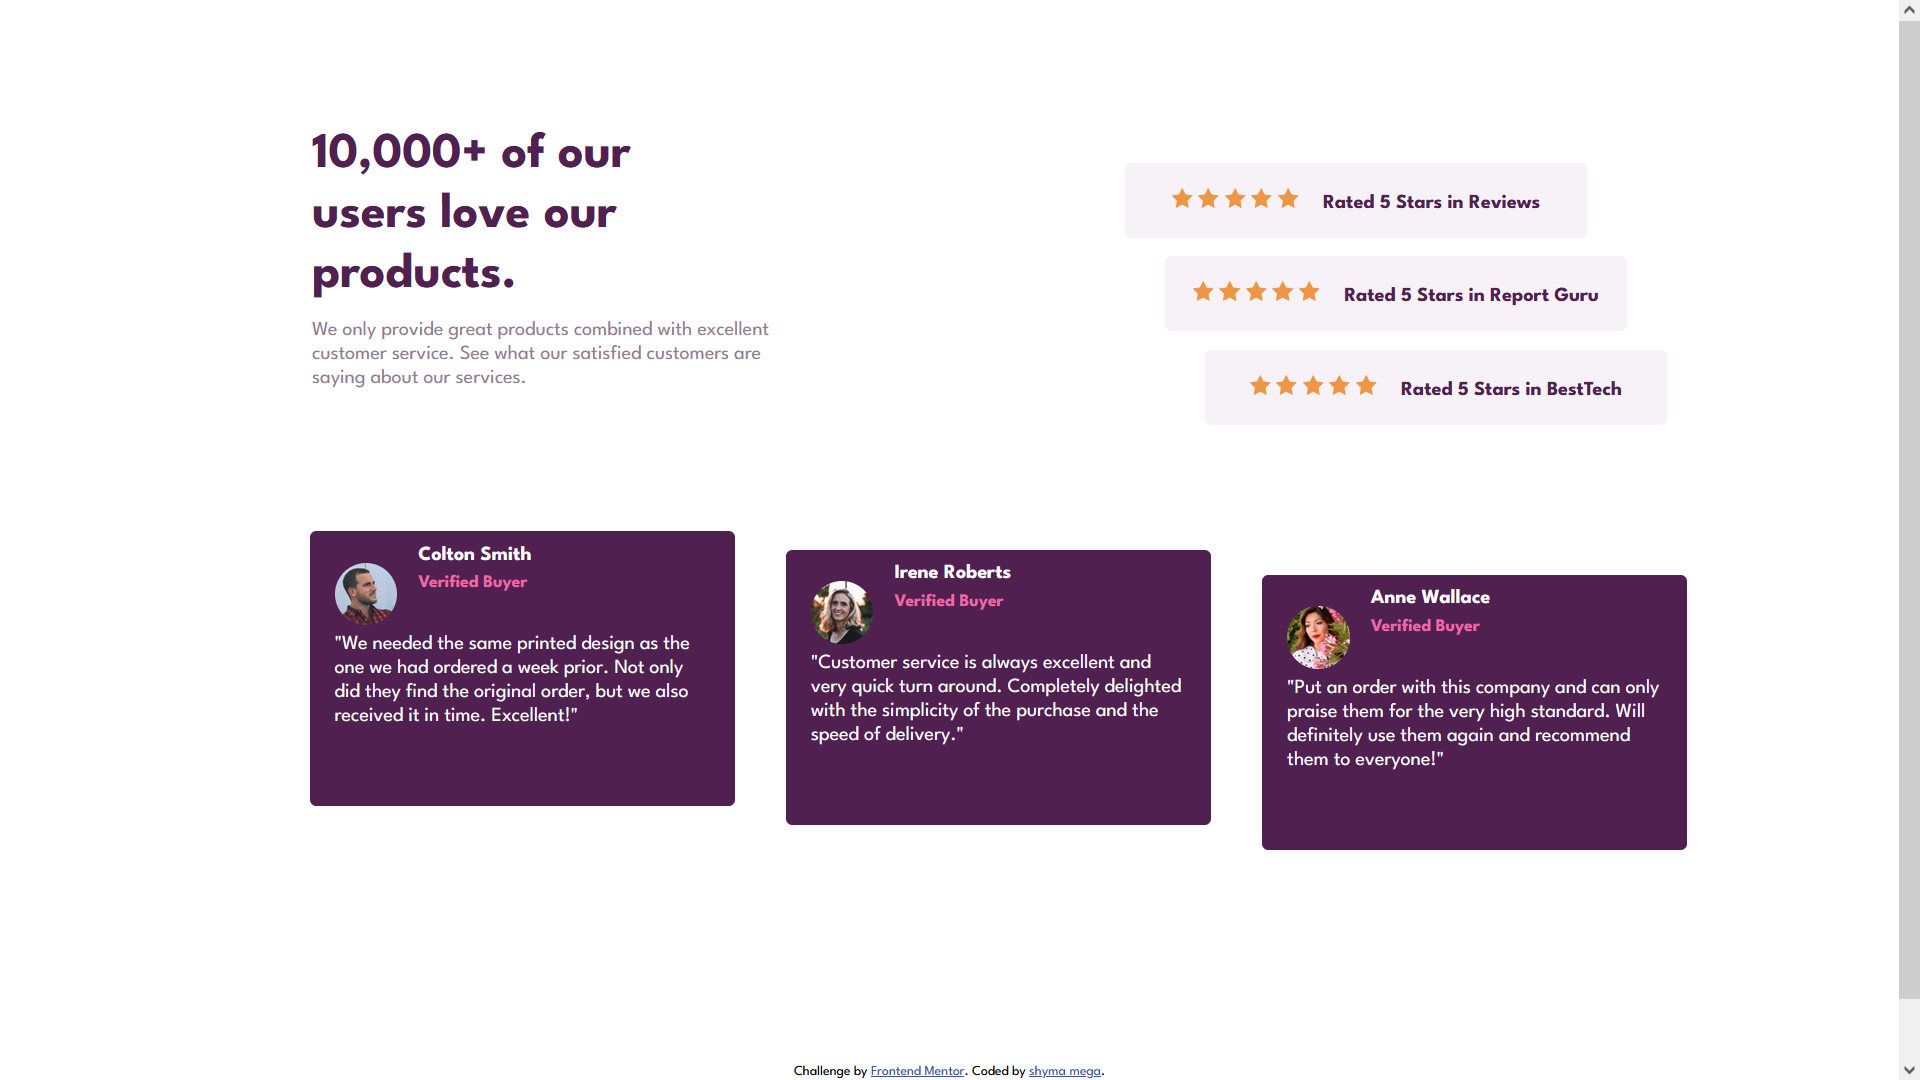 10,000+ of our
users love our
products.
We only provide great products combined with excellent
customer service. See what our satisfied customers are
saying about our services.
Rated 5 Stars in Reviews
Rated 5 Stars in Report Guru
Rated 5 Stars in BestTech
Colton Smith
Verified Buyer
"We needed the same printed design as the
one we had ordered a week prior. Not only
did they find the original order, but we also
received it in time. Excellent!"
Irene Roberts
Verified Buyer
"Customer service is always excellent and
very quick turn around. Completely delighted
with the simplicity of the purchase and the
speed of delivery."
Anne Wallace
Verified Buyer
"Put an order with this company and can only
praise them for the very high standard. Will
definitely use them again and recommend
them to everyone!"
Challenge by Frontend Mentor. Coded by shyma mega.